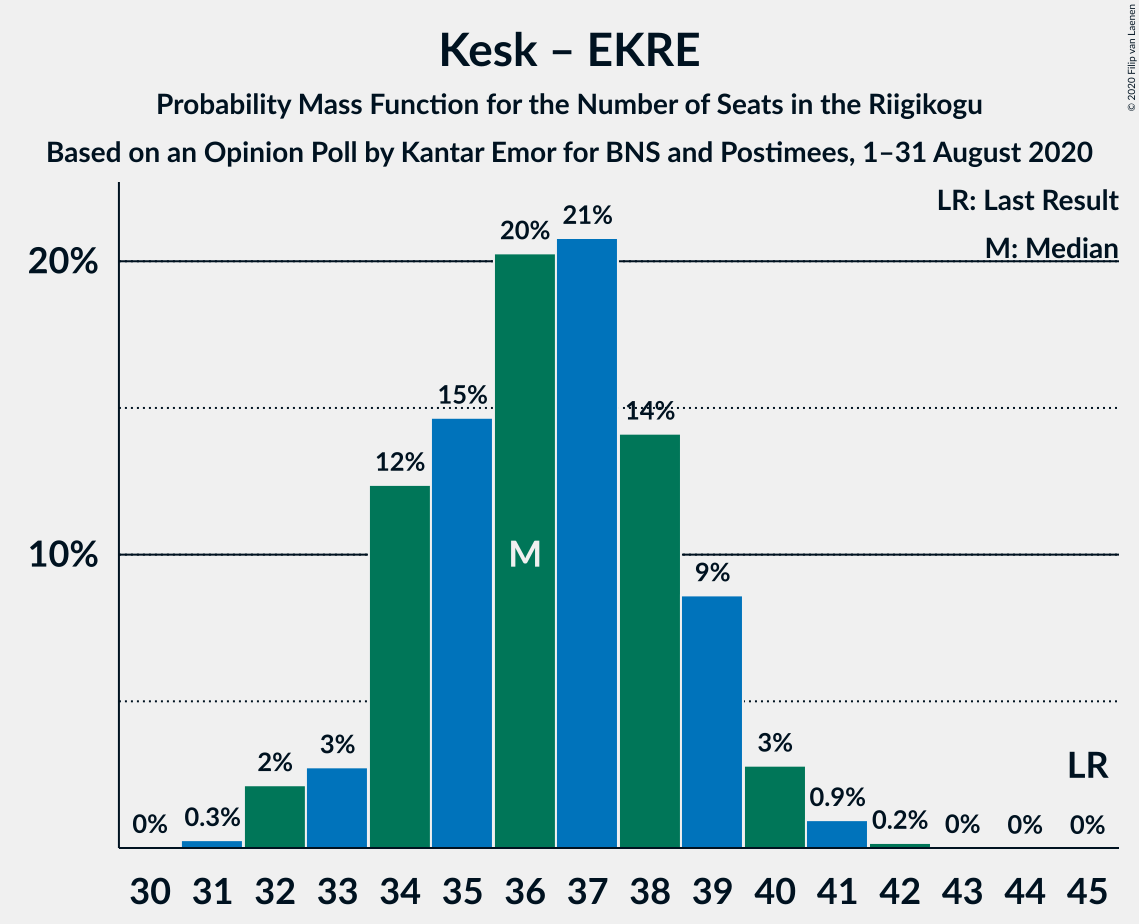 Kesk – EKRE
Probability Mass Function for the Number of Seats in the Riigikogu
Based on an Opinion Poll by Kantar Emor for BNS and Postimees, 1–31 August 2020
© 2020 Filip van Laenen
LR: Last Result
M: Median
20%
10%
0%
0.3%
2%
3%
12%
15%
20%
21%
14%
9%
3%
0.9%
0.2%
0%
0%
0%
M
LR
30 31 32 33 34 35 36 37 38 39 40 41 42 43 44 45